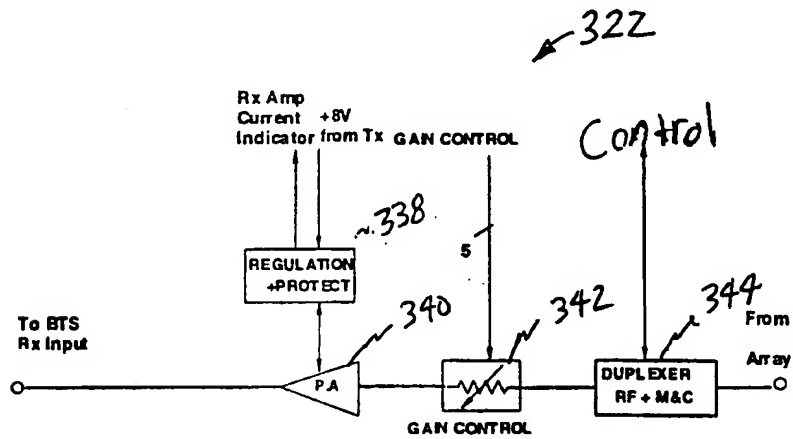 322
Rx Amp
Current +8V
Indicator from Tx GAIN CONTROL
Control
~338
5
REGULATION
+PROTECT
342
344
340
From
To BTS
Rx Input
Array
P.A
DUPLEXER
RF + M&C
GAIN CONTROL